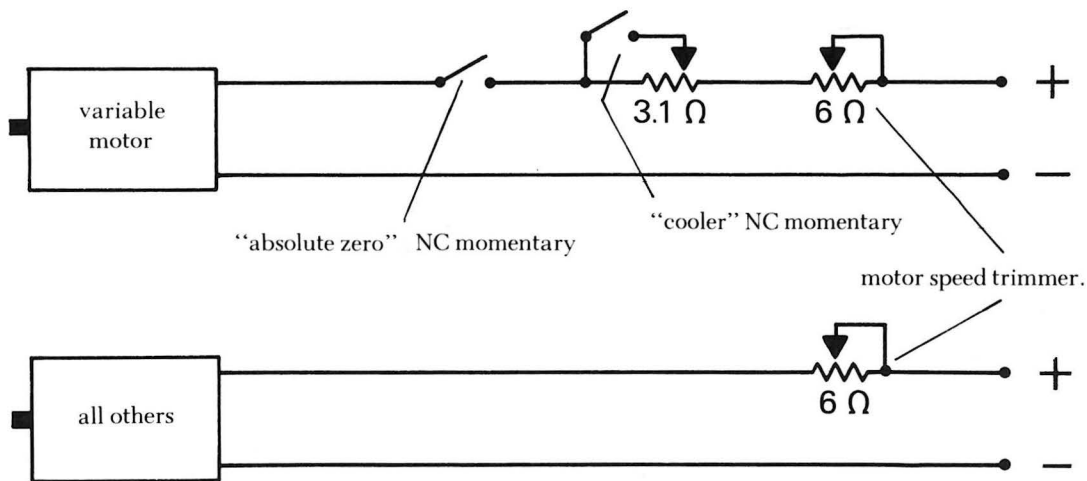 variable
motor
3.1 Ω
6 Ω
+
−
“absolute zero” NC momentary
“cooler” NC momentary
motor speed trimmer.
all others
6 Ω
+
−